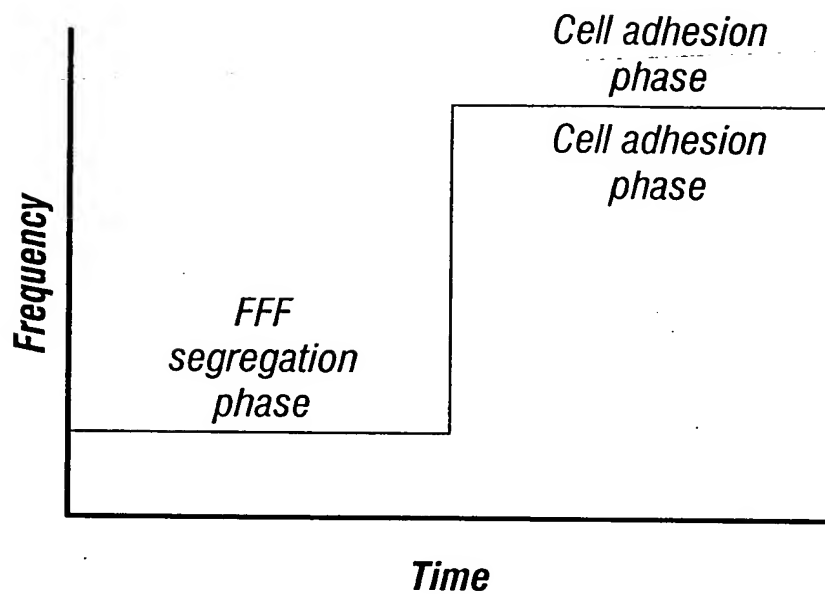 Cell adhesion
phase
Cell adhesion
phase
Frequency
FFF
segregation
phase
Time